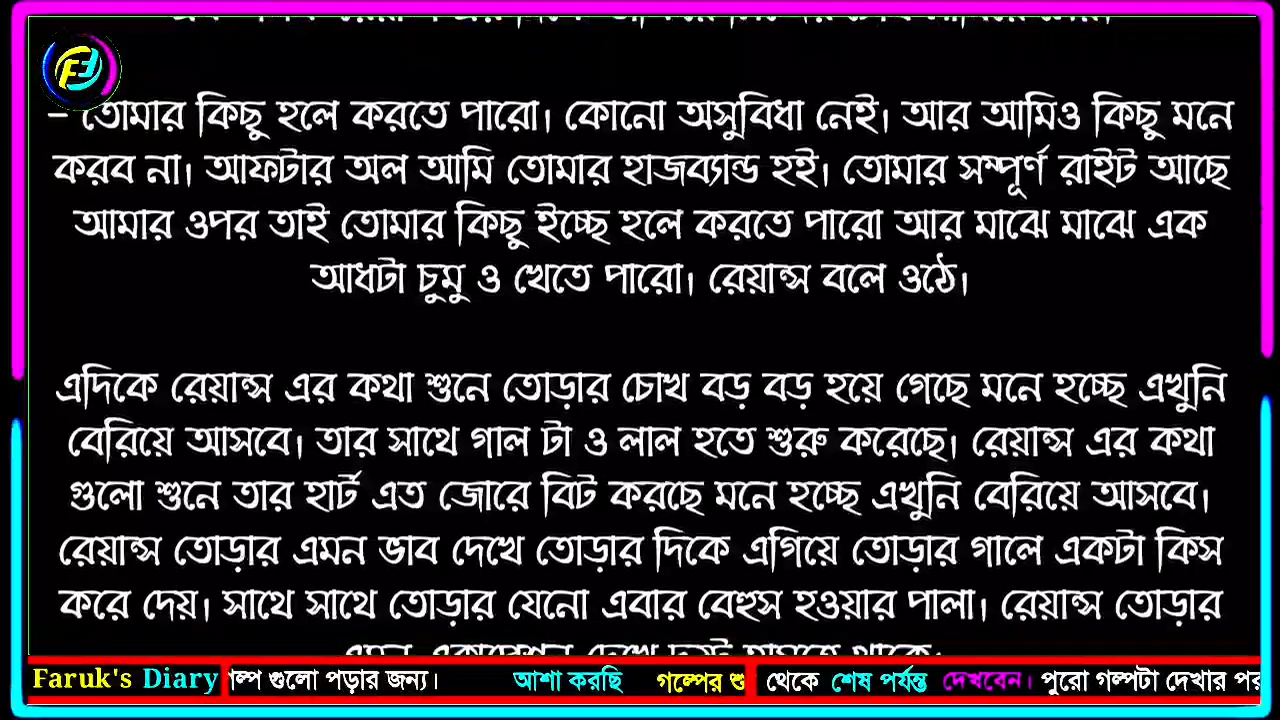 - তোমার কিছু হলে করতে পারো। কোনো অসুবিধা নেই। আর আমিও কিছু মনে
করব না। আফটার অল আমি তোমার হাজব্যান্ড হই। তোমার সম্পূর্ণ রাইট আছে
আমার ওপর তাই তোমার কিছু ইচ্ছে হলে করতে পারো আর মাঝে মাঝে এক
আধটা চুমু ও খেতে পারো। রেয়ান্স বলে ওঠে।
এদিকে রেয়ান্স এর কথা শুনে তোড়ার চোখ বড় বড় হয়ে গেছে মনে হচ্ছে এখুনি
বেরিয়ে আসবে। তার সাথে গাল টা ও লাল হতে শুরু করেছে। রেয়ান্স এর কথা
গুলো শুনে তার হার্ট এত জোরে বিট করছে মনে হচ্ছে এখুনি বেরিয়ে আসবে।
রেয়ান্স তোড়ার এমন ভাব দেখে তোড়ার দিকে এগিয়ে তোড়ার গালে একটা কিস
করে দেয়। সাথে সাথে তোড়ার যেনো এবার বেহুস হওয়ার পালা। রেয়ান্স তোড়ার
Faruk's Diary ল্প গুলো পড়ার জন্য। আশা করছি গল্পের শু থেকে শেষ পর্যন্ত দেখবেন। পুরো গল্পটা দেখার পর